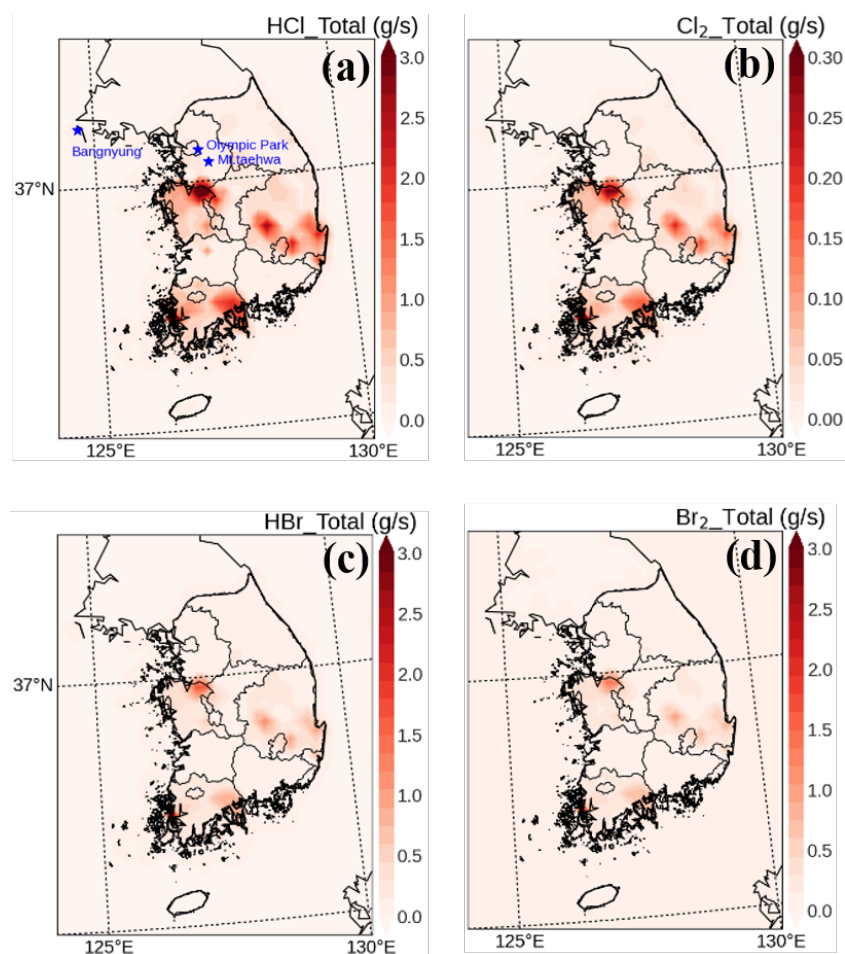 HCl_Total (g/s)
(a)
3.0
2.5
2.0
1.5
1.0
0.5
0.0
Bangnyung
Olympic Park
Mt.taehwa
37°N
125°E
130°E
Cl₂_Total (g/s)
(b)
0.30
0.25
0.20
0.15
0.10
0.05
0.00
125°E
130°E
HBr_Total (g/s)
(c)
3.0
2.5
2.0
1.5
1.0
0.5
0.0
37°N
125°E
130°E
Br₂_Total (g/s)
(d)
3.0
2.5
2.0
1.5
1.0
0.5
0.0
125°E
130°E